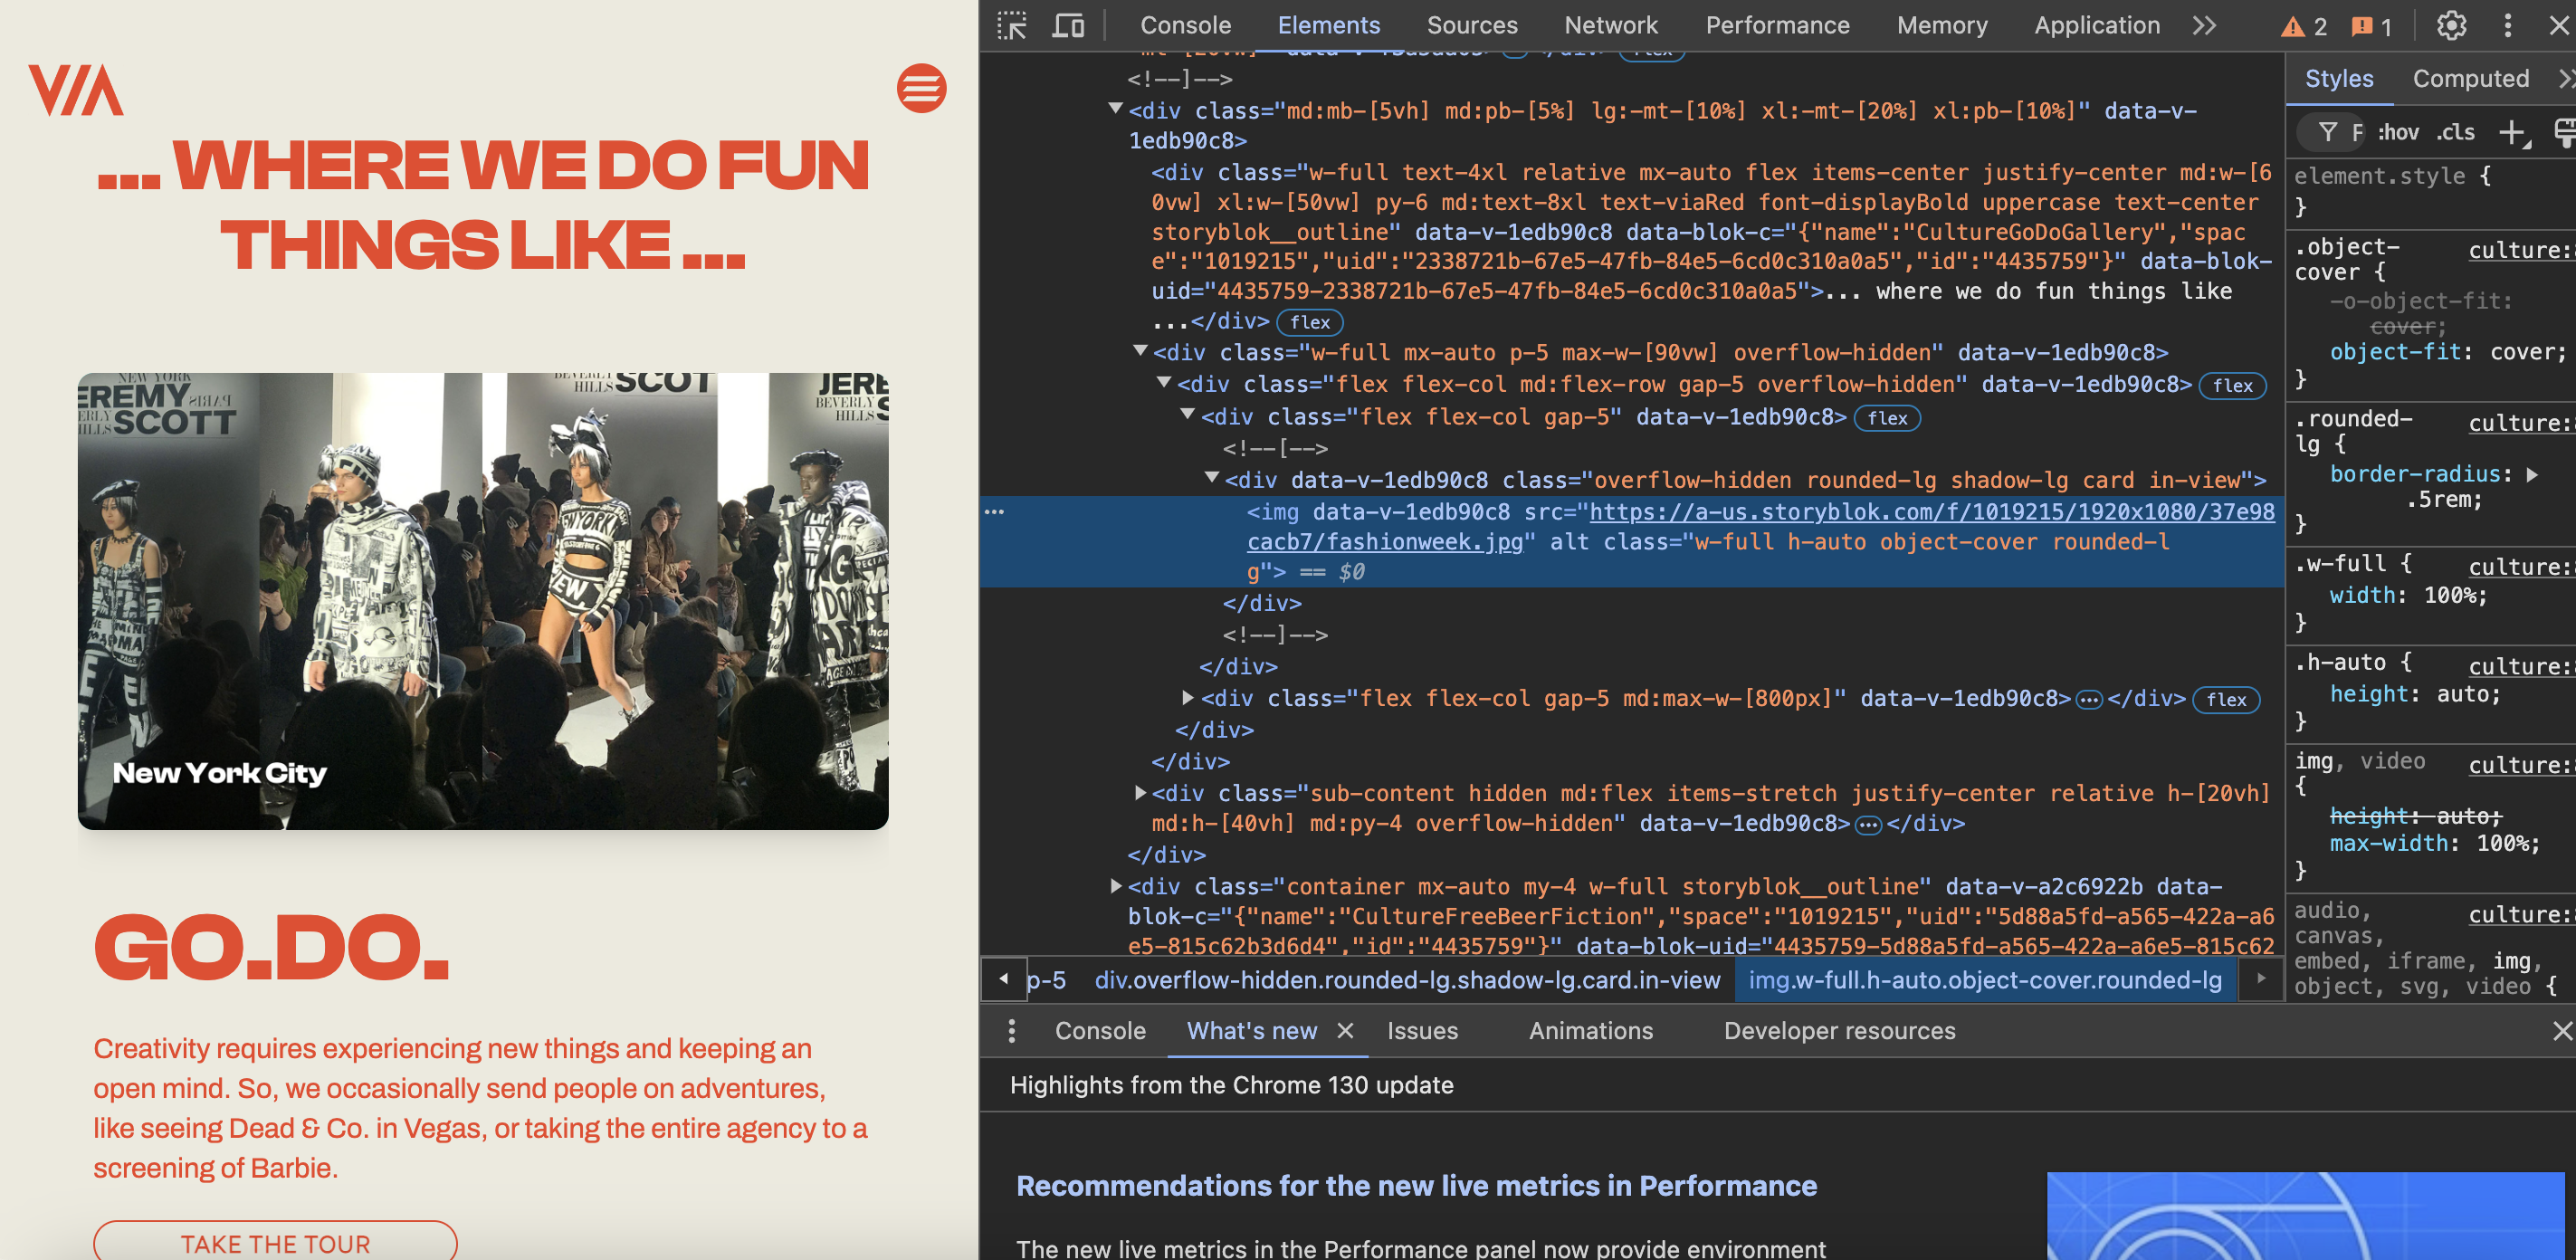 VIA
... WHERE WE DO FUN
THINGS LIKE ...
NEW YORK
JEREMY
SCOTT
BEVERLY
HILLS
SCOTT
JERE
BEVERLY
HILLS
New York City
GO.DO.
Creativity requires experiencing new things and keeping an
open mind. So, we occasionally send people on adventures,
like seeing Dead & Co. in Vegas, or taking the entire agency to a
screening of Barbie.
TAKE THE TOUR
Console Elements Sources Network Performance Memory Application >> 2 1
<!--]-->
<div class="md:mb-[5vh] md:pb-[5%] lg:-mt-[10%] xl:-mt-[20%] xl:pb-[10%]" data-v-
1edb90c8>
<div class="w-full text-4xl relative mx-auto flex items-center justify-center md:w-[6
0vw] xl:w-[50vw] py-6 md:text-8xl text-viaRed font-displayBold uppercase text-center
storyblok__outline" data-v-1edb90c8 data-blok-c="{"name":"CultureGoDoGallery","spac
e":"1019215","uid":"2338721b-67e5-47fb-84e5-6cd0c310a0a5","id":"4435759"}" data-blok-
uid="4435759-2338721b-67e5-47fb-84e5-6cd0c310a0a5">... where we do fun things like
...</div> flex
<div class="w-full mx-auto p-5 max-w-[90vw] overflow-hidden" data-v-1edb90c8>
<div class="flex flex-col md:flex-row gap-5 overflow-hidden" data-v-1edb90c8> flex
<div class="flex flex-col gap-5" data-v-1edb90c8> flex
<!--[-->
<div data-v-1edb90c8 class="overflow-hidden rounded-lg shadow-lg card in-view">
<img data-v-1edb90c8 src="https://a-us.storyblok.com/f/1019215/1920x1080/37e98
cacb7/fashionweek.jpg" alt class="w-full h-auto object-cover rounded-l
g"> == $0
</div>
<!--]-->
</div>
<div class="flex flex-col gap-5 md:max-w-[800px]" data-v-1edb90c8>…</div> flex
</div>
</div>
<div class="sub-content hidden md:flex items-stretch justify-center relative h-[20vh]
md:h-[40vh] md:py-4 overflow-hidden" data-v-1edb90c8>…</div>
</div>
<div class="container mx-auto my-4 w-full storyblok__outline" data-v-a2c6922b data-
blok-c="{"name":"CultureFreeBeerFiction","space":"1019215","uid":"5d88a5fd-a565-422a-a6
e5-815c62b3d6d4","id":"4435759"}" data-blok-uid="4435759-5d88a5fd-a565-422a-a6e5-815c62
p-5 div.overflow-hidden.rounded-lg.shadow-lg.card.in-view img.w-full.h-auto.object-cover.rounded-lg
Styles Computed >>
F :hov .cls +
element.style {
}
.object- culture:
cover {
-o-object-fit:
cover;
object-fit: cover;
}
.rounded- culture:
lg {
border-radius:
.5rem;
}
.w-full { culture:
width: 100%;
}
.h-auto { culture:
height: auto;
}
img, video culture:
{
height: auto;
max-width: 100%;
}
audio, culture:
canvas,
embed, iframe, img,
object, svg, video {
Console What's new Issues Animations Developer resources
Highlights from the Chrome 130 update
Recommendations for the new live metrics in Performance
The new live metrics in the Performance panel now provide environment